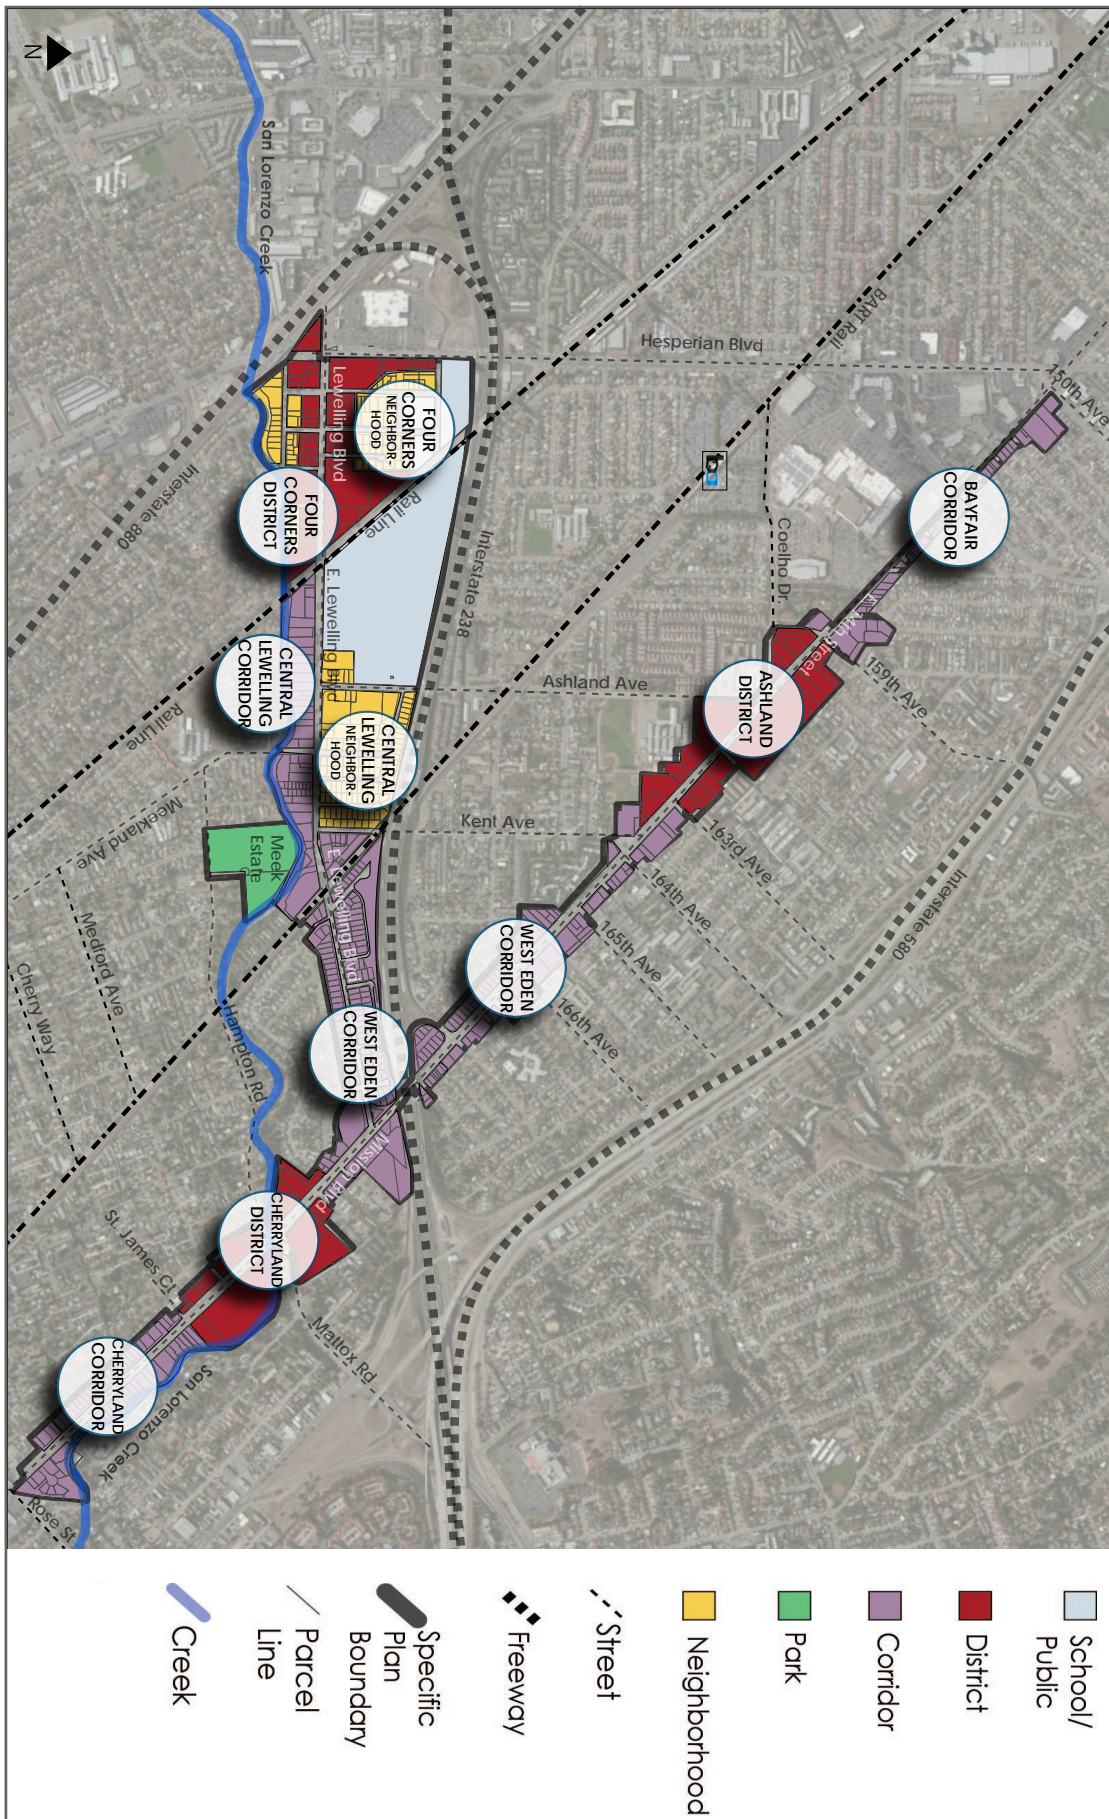 N
San Lorenzo Creek
Interstate 880
Hesperian Blvd
BART Rail
150th Ave
Lewelling Blvd
FOUR
CORNERS
NEIGHBOR-
HOOD
FOUR
CORNERS
DISTRICT
Rail Line
Interstate 238
Coelho Dr.
BAYFAIR
CORRIDOR
E. Lewelling Blvd
14th Street
159th Ave
Ashland Ave
ASHLAND
DISTRICT
CENTRAL
LEWELLING
CORRIDOR
CENTRAL
LEWELLING
NEIGHBOR-
HOOD
Rail Line
Meekland Ave
Kent Ave
163rd Ave
164th Ave
165th Ave
166th Ave
Interstate 580
Meek
Estate
E. Lewelling Blvd
Medford Ave
Cherry Way
Hampton Rd
WEST EDEN
CORRIDOR
WEST EDEN
CORRIDOR
Mission Blvd
CHERRYLAND
DISTRICT
St. James Ct
Mattox Rd
CHERRYLAND
CORRIDOR
San Lorenzo Creek
Rose St
School/
Public
District
Corridor
Park
Neighborhood
Street
Freeway
Specific
Plan
Boundary
Parcel
Line
Creek